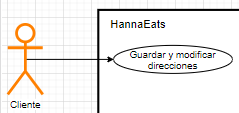 HannaEats
Guardar y modificar
direcciones
Cliente